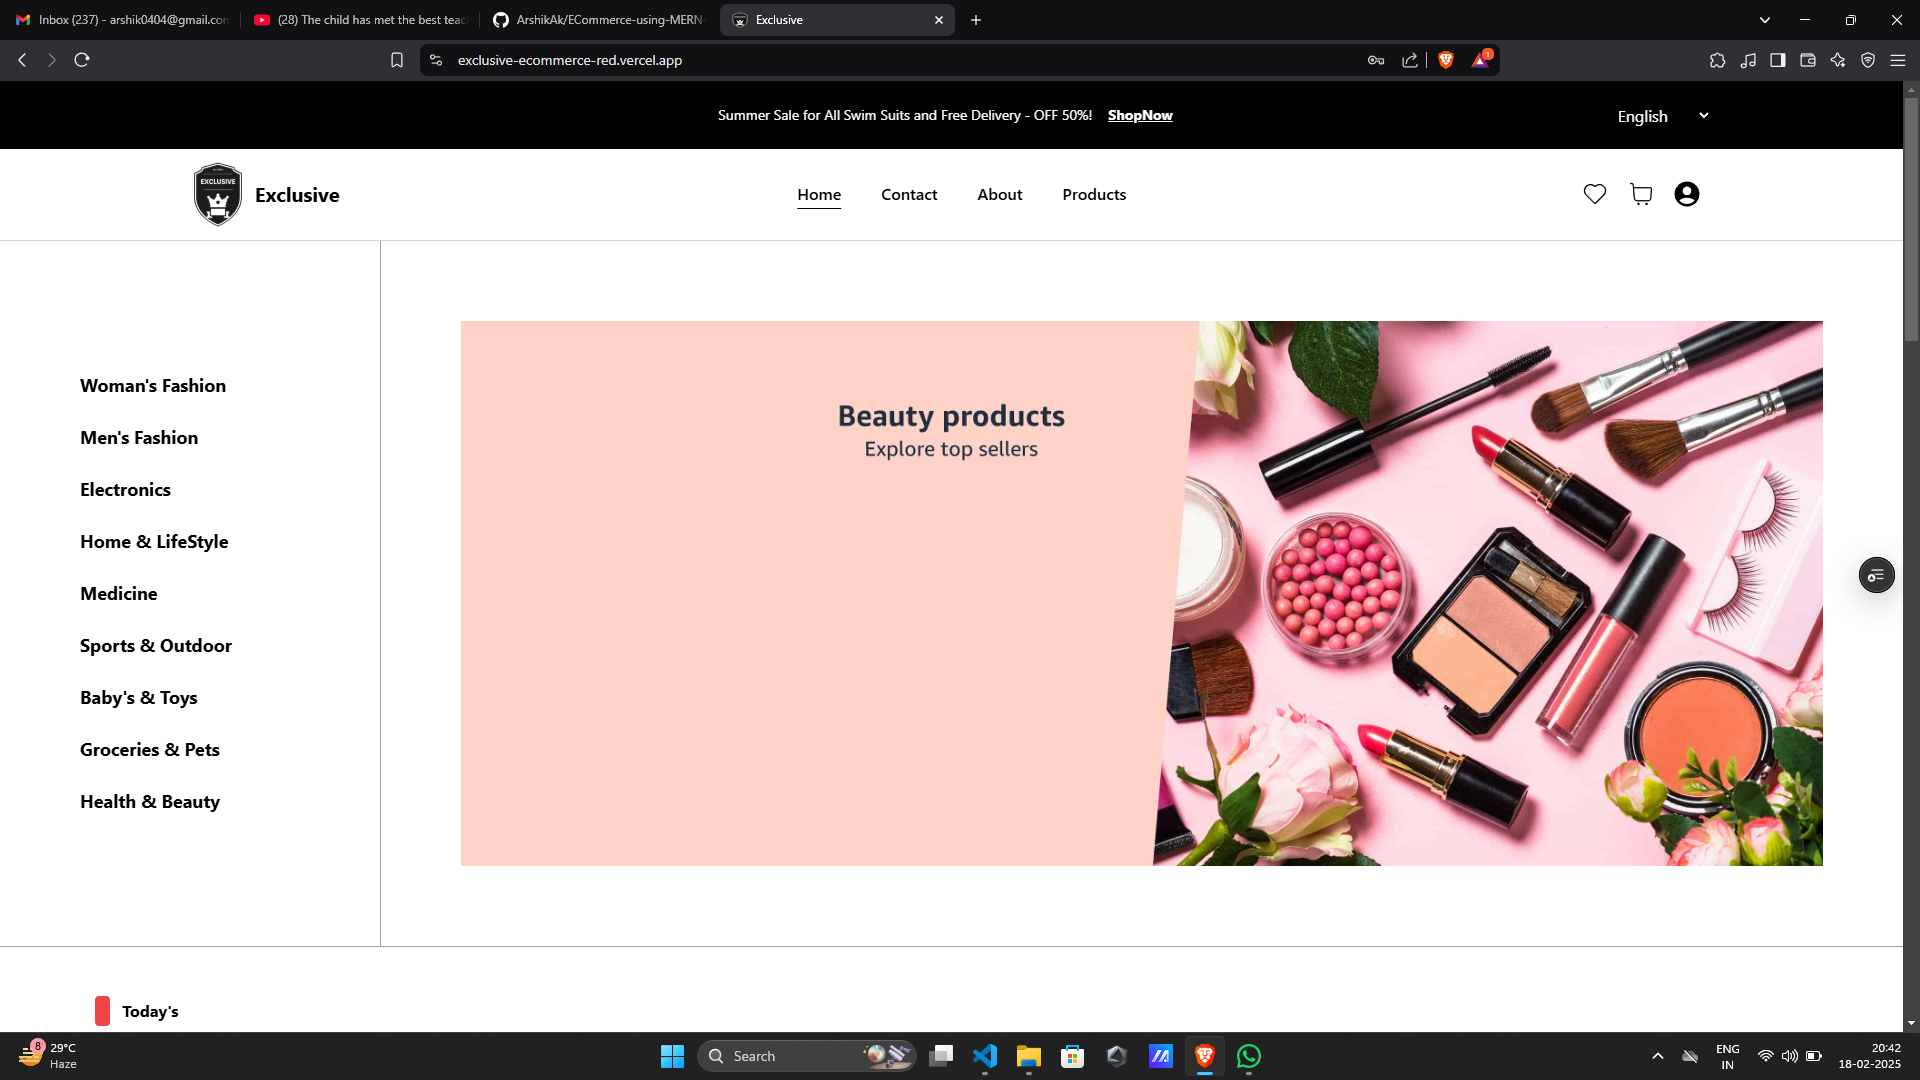 Inbox (237) - arshik0404@gmail.con
(28) The child has met the best teac
ArshikAk/ECommerce-using-MERN-
Exclusive
exclusive-ecommerce-red.vercel.app
1
Summer Sale for All Swim Suits and Free Delivery - OFF 50%! ShopNow
English
EXCLUSIVE
Exclusive
Home
Contact
About
Products
Woman's Fashion
Men's Fashion
Electronics
Home & LifeStyle
Medicine
Sports & Outdoor
Baby's & Toys
Groceries & Pets
Health & Beauty
Beauty products
Explore top sellers
Today's
8
29°C
Haze
Search
ENG
IN
20:42
18-02-2025